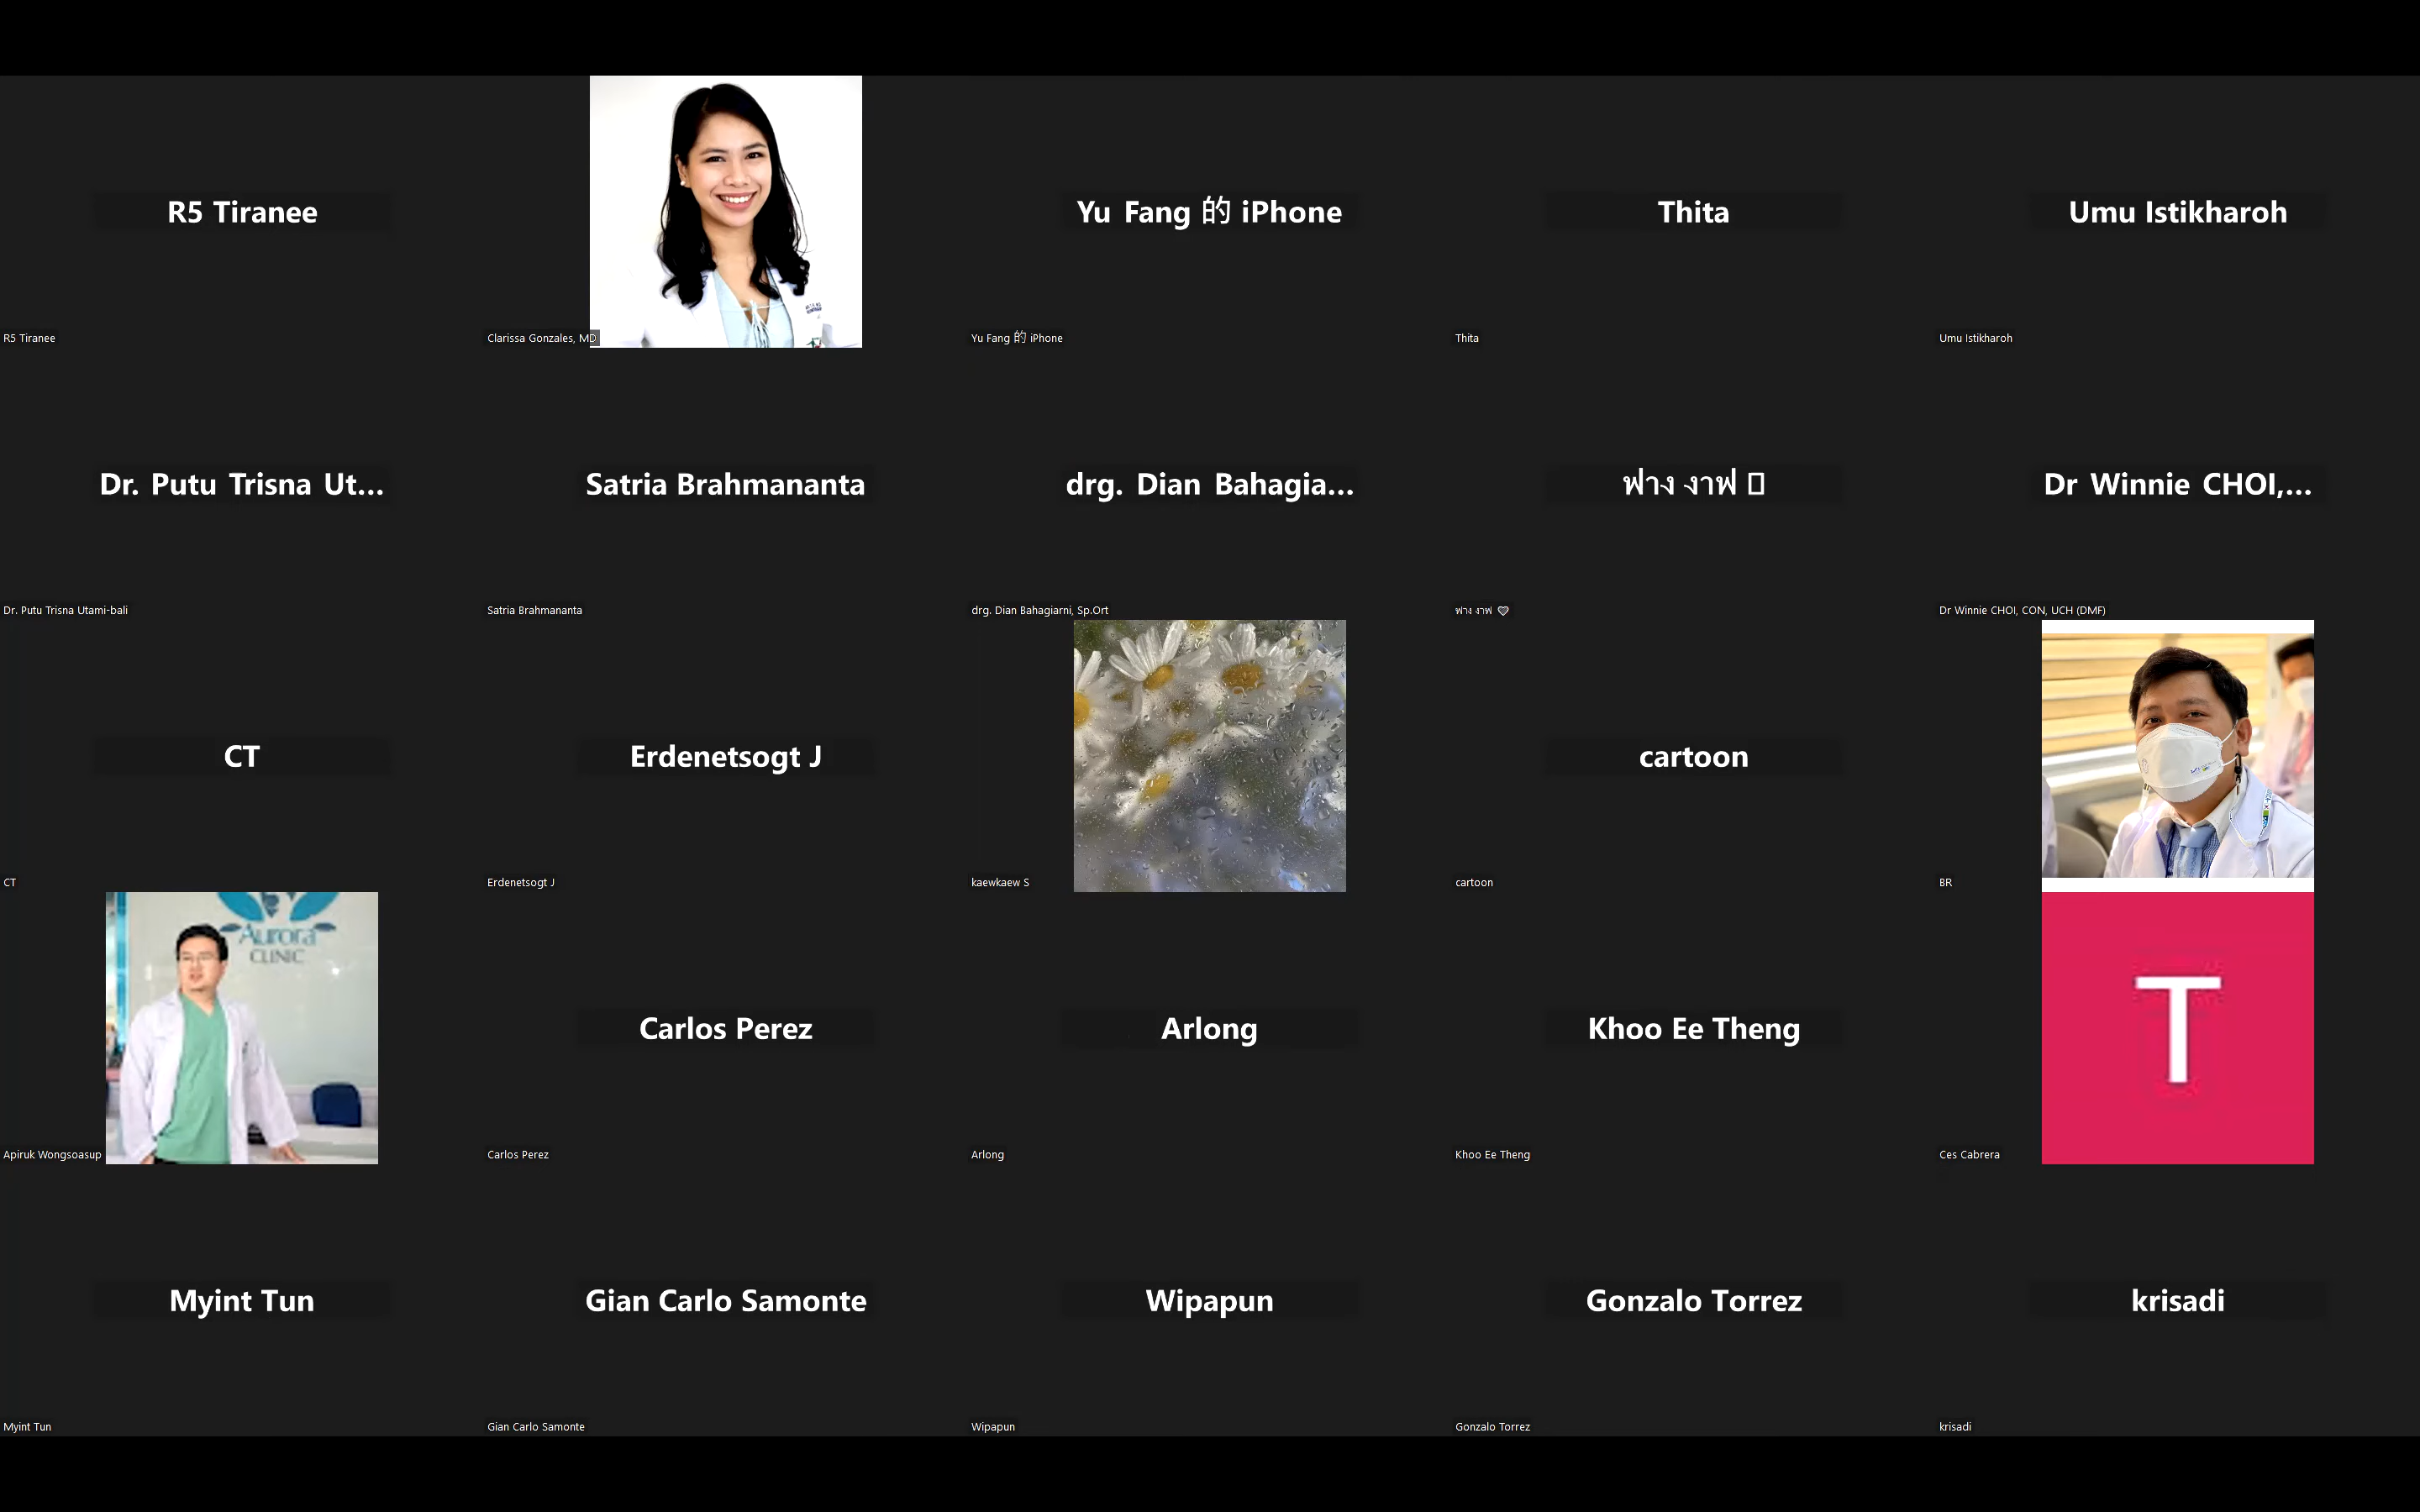 R5 Tiranee
Yu Fang 的 iPhone
Thita
Umu Istikharoh
R5 Tiranee
Clarissa Gonzales, MD
Yu Fang 的 iPhone
Thita
Umu Istikharoh
Dr. Putu Trisna Ut...
Satria Brahmananta
drg. Dian Bahagia...
ฟาง งาฟ
Dr Winnie CHOI,...
Dr. Putu Trisna Utami-bali
Satria Brahmananta
drg. Dian Bahagiarni, Sp.Ort
ฟาง งาฟ 🤍
Dr Winnie CHOI, CON, UCH (DMF)
CT
Erdenetsogt J
cartoon
CT
Erdenetsogt J
kaewkaew S
cartoon
BR
Aurora
CLINIC
Carlos Perez
Arlong
Khoo Ee Theng
T
Apiruk Wongsoasup
Carlos Perez
Arlong
Khoo Ee Theng
Ces Cabrera
Myint Tun
Gian Carlo Samonte
Wipapun
Gonzalo Torrez
krisadi
Myint Tun
Gian Carlo Samonte
Wipapun
Gonzalo Torrez
krisadi